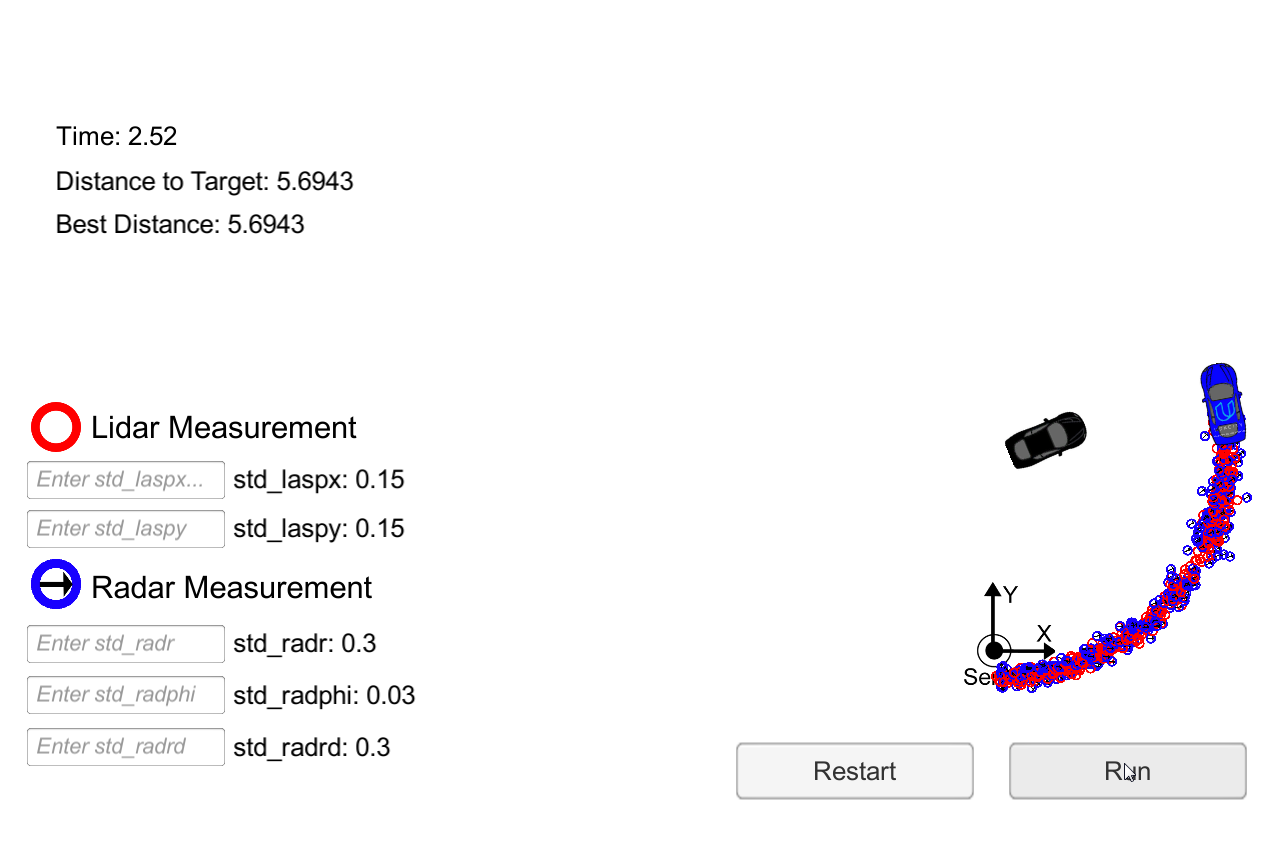 Time: 2.52
Distance to Target: 5.6943
Best Distance: 5.6943
Lidar Measurement
Enter std_laspx... std_laspx: 0.15
Enter std_laspy std_laspy: 0.15
Radar Measurement
Enter std_radr std_radr: 0.3
Enter std_radphi std_radphi: 0.03
Enter std_radrd std_radrd: 0.3
Y
X
Se
Restart
Run